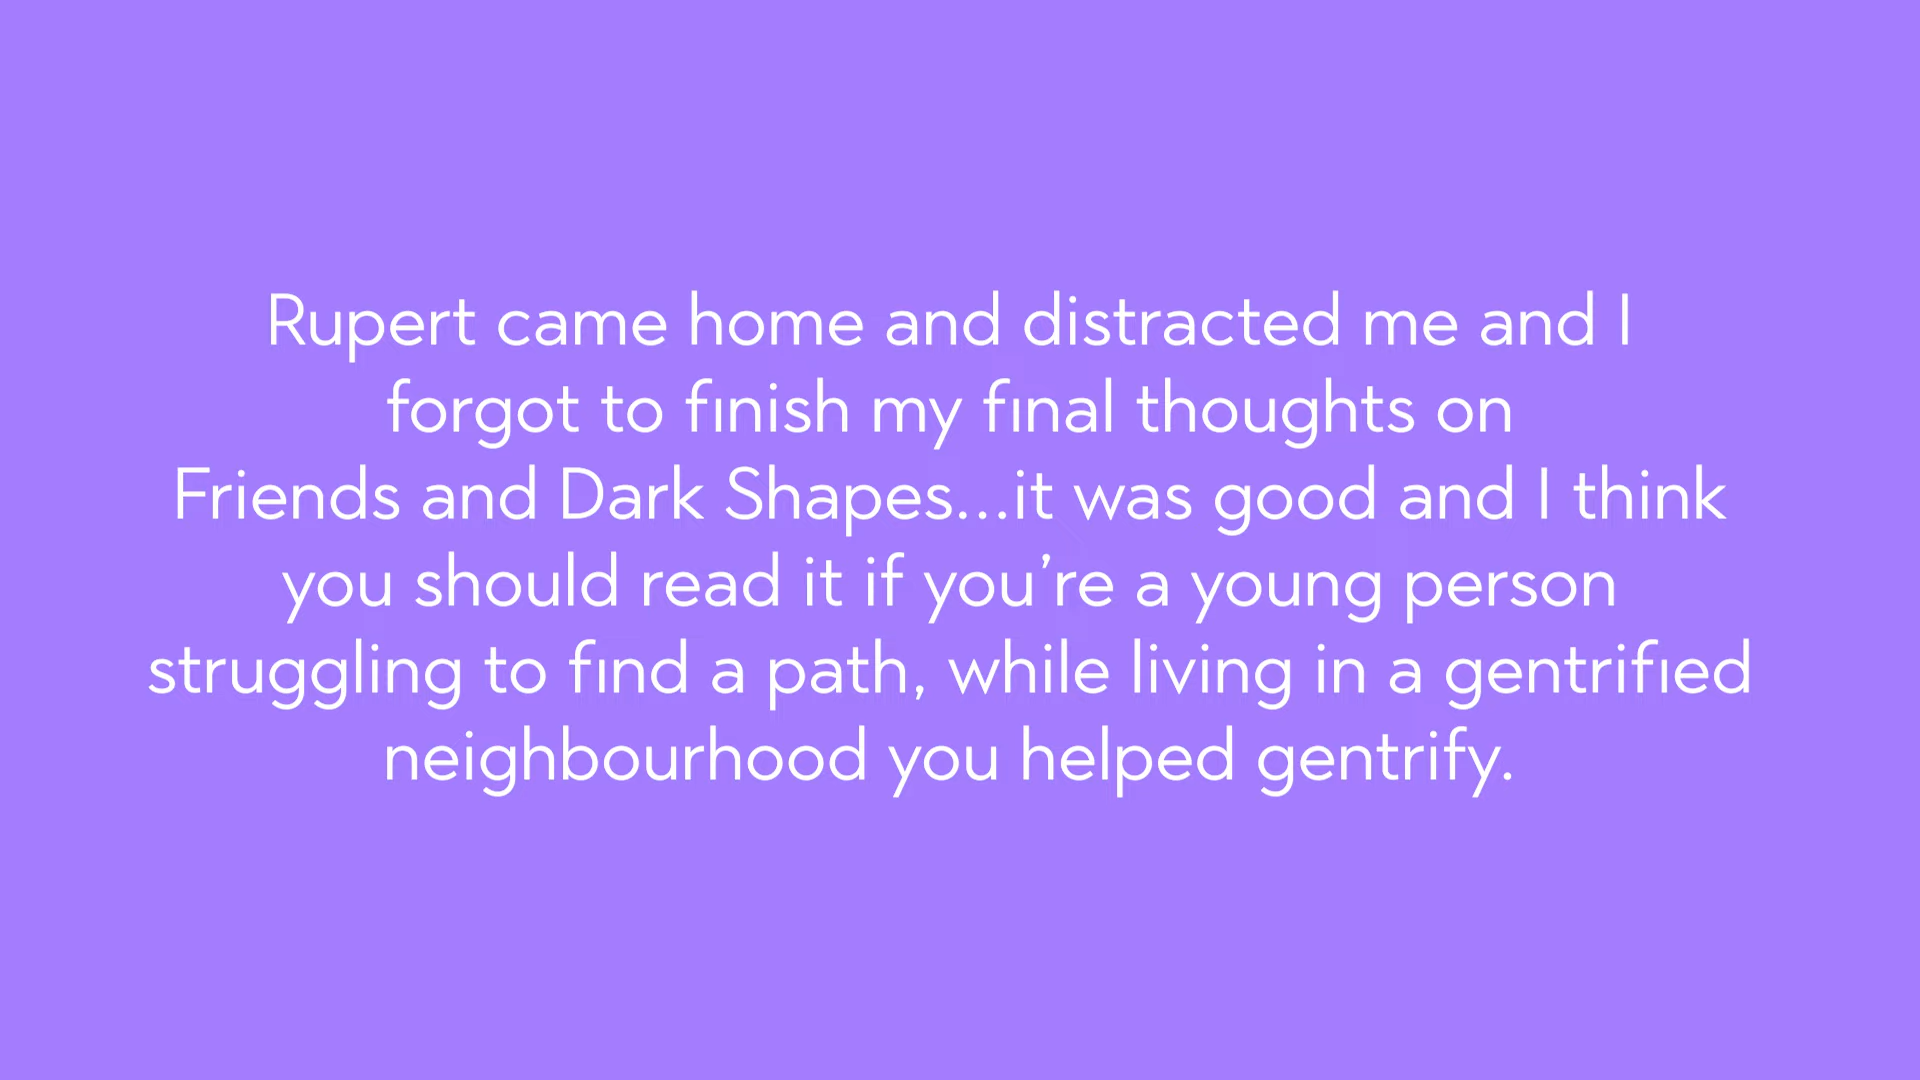 Rupert came home and distracted me and I
forgot to finish my final thoughts on
Friends and Dark Shapes...it was good and I think
you should read it if you’re a young person
struggling to find a path, while living in a gentrified
neighbourhood you helped gentrify.